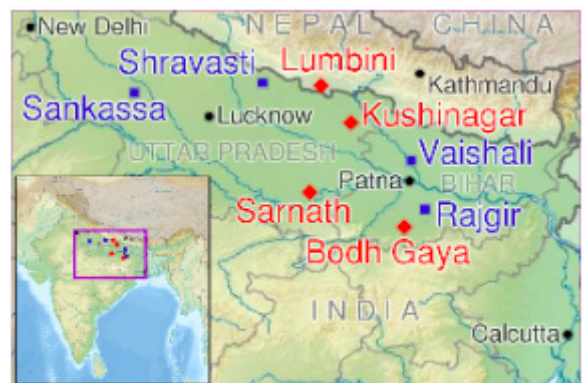 NEPAL
CHINA
New Delhi
Shravasti
Lumbini
Kathmandu
Sankassa
Lucknow
Kushinagar
UTTAR PRADESH
Vaishali
Patna
BIHAR
Sarnath
Rajgir
Bodh Gaya
INDIA
Calcutta